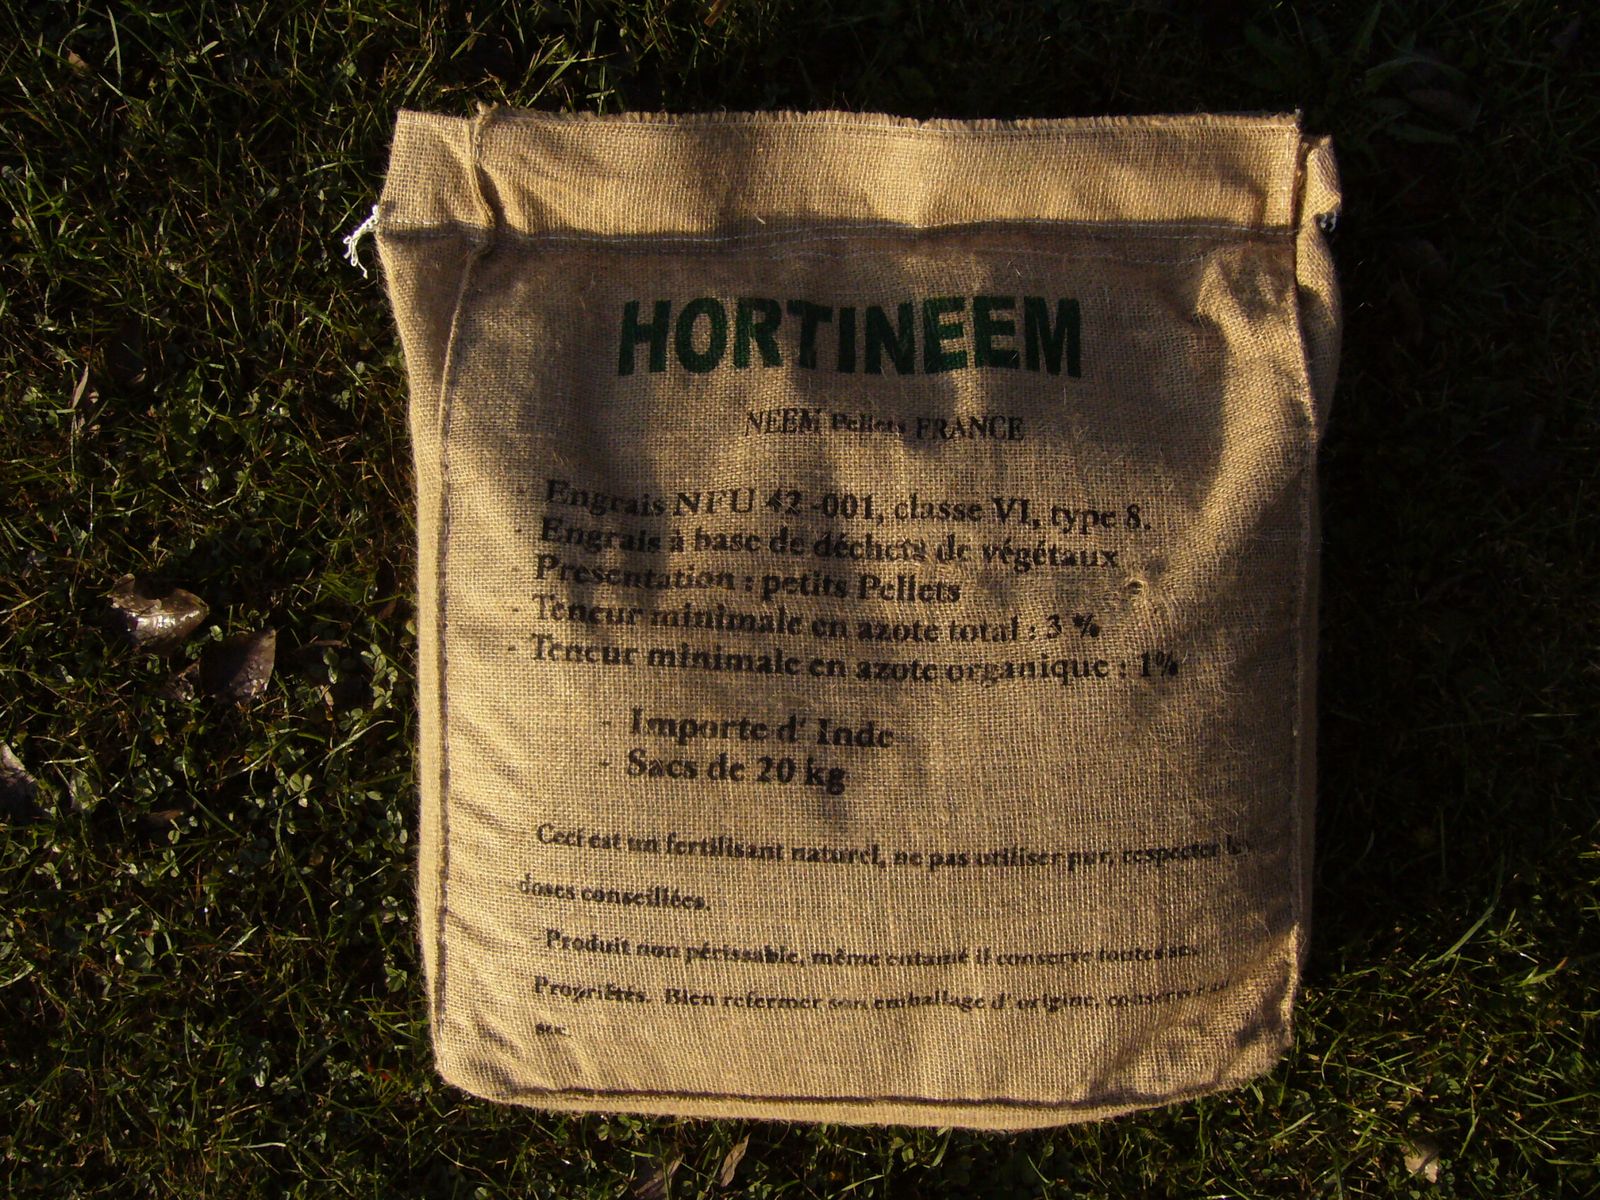 HORTINEEM
NEEM Pellets FRANCE
- Engrais NFU 42 -001, classe VI, type 8.
- Engrais à base de déchets de végétaux
- Presentation : petits Pellets
- Teneur minimale en azote total : 3 %
- Teneur minimale en azote organique : 1%
- Importe d' Inde
- Sacs de 20 kg
Ceci est un fertilisant naturel, ne pas utiliser pur, respecter les
doses conseillées.
- Produit non périssable, même entamé il conserve toutes ses
Propriétés. Bien refermer son emballage d' origine, conserver au
sec.